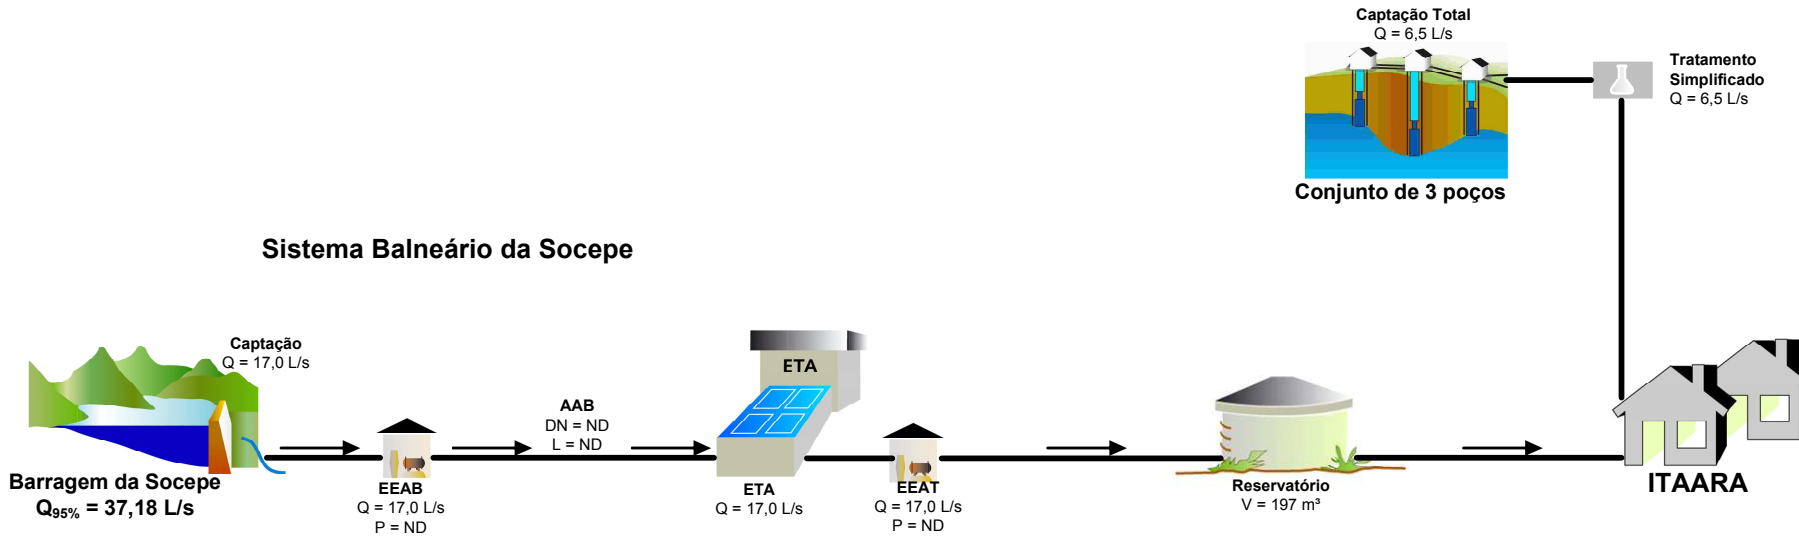 Captação Total
Q = 6,5 L/s
Tratamento
Simplificado
Q = 6,5 L/s
Conjunto de 3 poços
Sistema Balneário da Socepe
Captação
Q = 17,0 L/s
Barragem da Socepe
Q95% = 37,18 L/s
EEAB
Q = 17,0 L/s
P = ND
AAB
DN = ND
L = ND
ETA
ETA
Q = 17,0 L/s
EEAT
Q = 17,0 L/s
P = ND
Reservatório
V = 197 m³
ITAARA